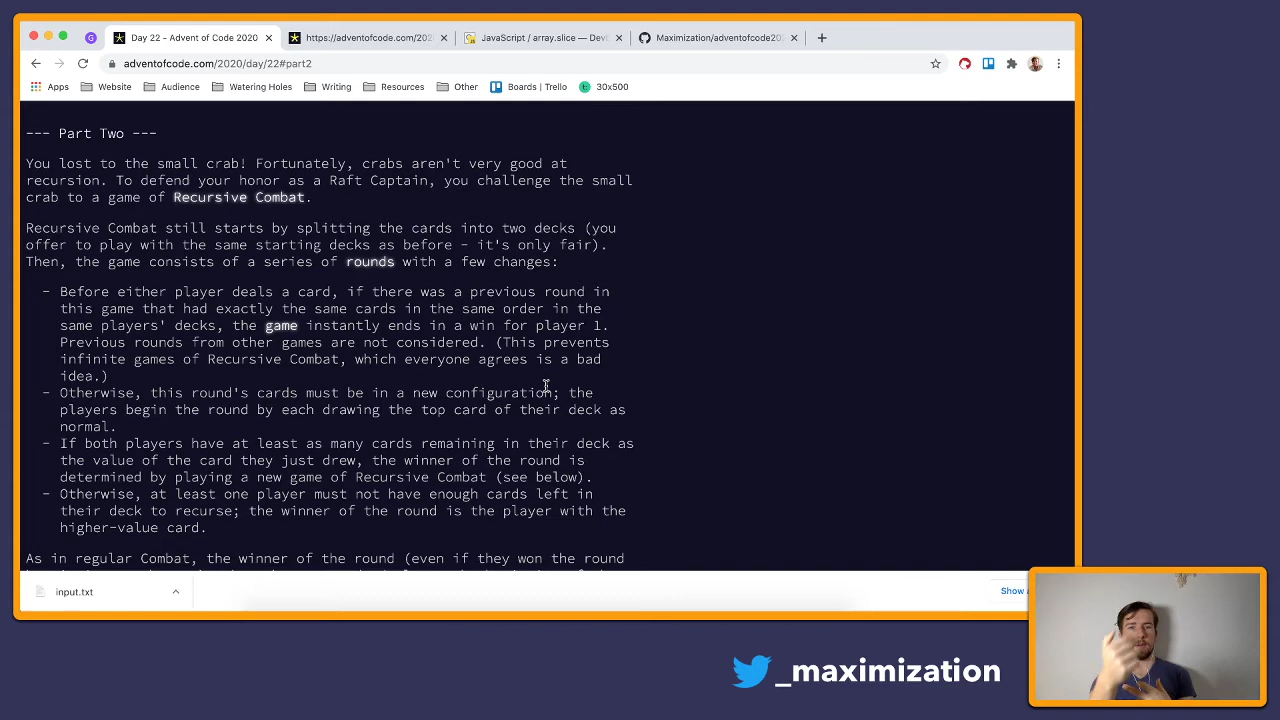 Day 22 - Advent of Code 2020
https://adventofcode.com/202
JavaScript / array.slice — Dev
Maximization/adventofcode202
adventofcode.com/2020/day/22#part2
Apps Website Audience Watering Holes Writing Resources Other Boards | Trello 30x500
--- Part Two ---
You lost to the small crab! Fortunately, crabs aren't very good at
recursion. To defend your honor as a Raft Captain, you challenge the small
crab to a game of Recursive Combat.
Recursive Combat still starts by splitting the cards into two decks (you
offer to play with the same starting decks as before - it's only fair).
Then, the game consists of a series of rounds with a few changes:
- Before either player deals a card, if there was a previous round in
this game that had exactly the same cards in the same order in the
same players' decks, the game instantly ends in a win for player 1.
Previous rounds from other games are not considered. (This prevents
infinite games of Recursive Combat, which everyone agrees is a bad
idea.)
- Otherwise, this round's cards must be in a new configuration; the
players begin the round by each drawing the top card of their deck as
normal.
- If both players have at least as many cards remaining in their deck as
the value of the card they just drew, the winner of the round is
determined by playing a new game of Recursive Combat (see below).
- Otherwise, at least one player must not have enough cards left in
their deck to recurse; the winner of the round is the player with the
higher-value card.
As in regular Combat, the winner of the round (even if they won the round
input.txt
Show
_maximization